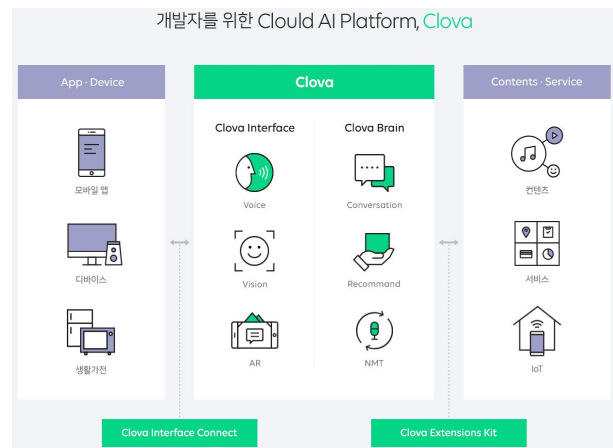 개발자를 위한 Clould AI Platform, Clova
App · Device
모바일 앱
디바이스
생활가전
Clova
Clova Interface
Voice
Vision
AR
Clova Brain
Conversation
Recommand
NMT
Contents · Service
컨텐츠
서비스
IoT
Clova Interface Connect
Clova Extensions Kit